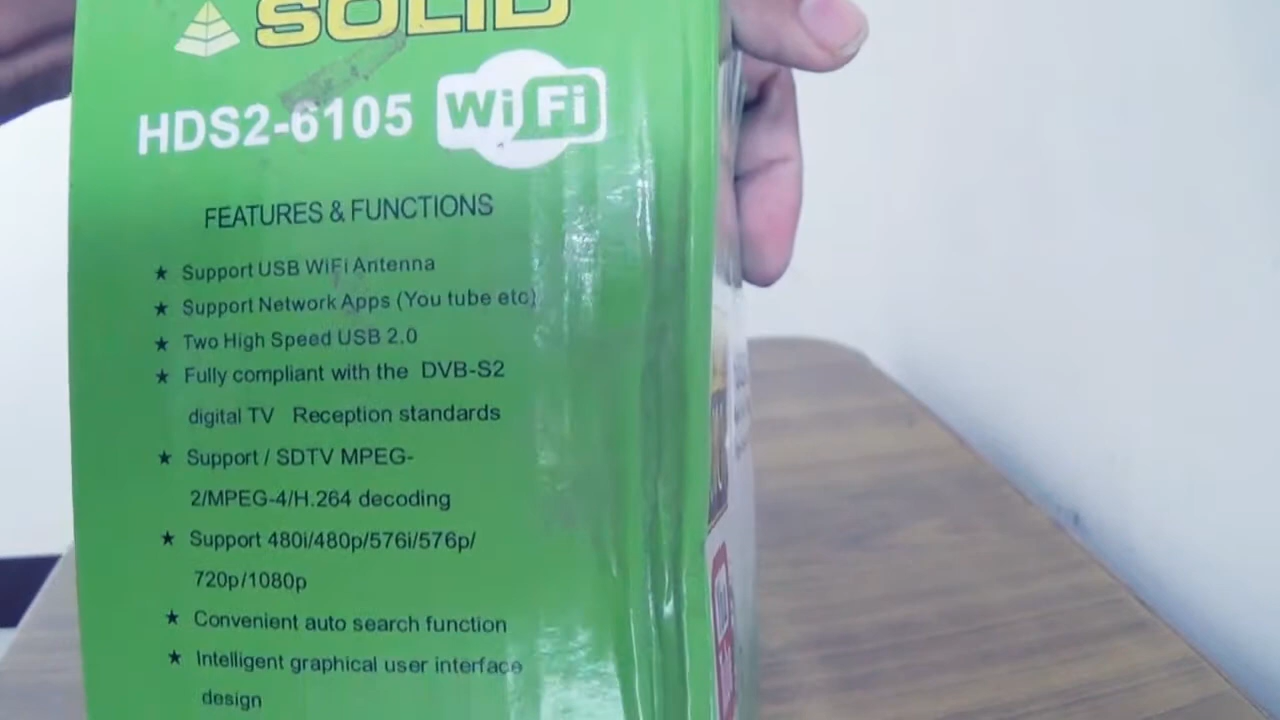 SOLID
HDS2-6105 WiFi
FEATURES & FUNCTIONS
★ Support USB WiFi Antenna
★ Support Network Apps (You tube etc)
★ Two High Speed USB 2.0
★ Fully compliant with the DVB-S2
digital TV Reception standards
★ Support / SDTV MPEG-
2/MPEG-4/H.264 decoding
★ Support 480i/480p/576i/576p/
720p/1080p
★ Convenient auto search function
★ Intelligent graphical user interface
design